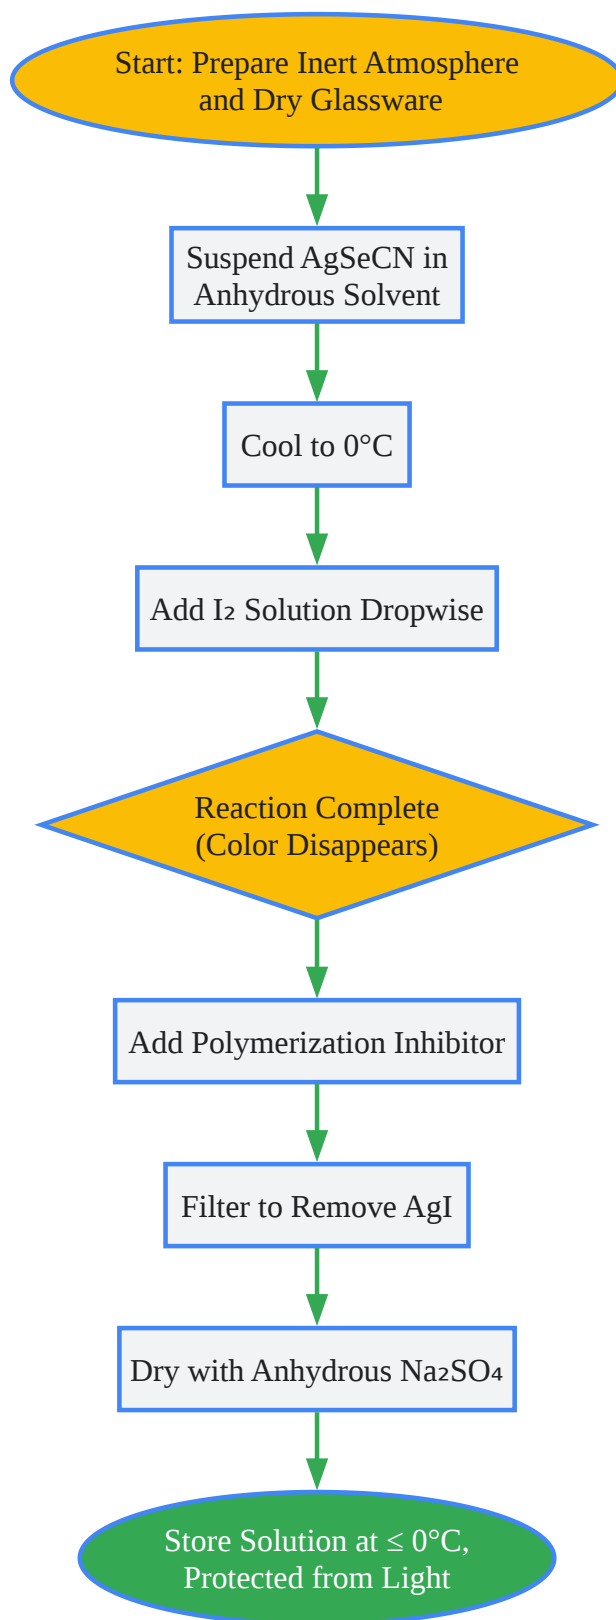 Start: Prepare Inert Atmosphere
and Dry Glassware
Suspend AgSeCN in
Anhydrous Solvent
Cool to 0°C
Add I₂ Solution Dropwise
Reaction Complete
(Color Disappears)
Add Polymerization Inhibitor
Filter to Remove AgI
Dry with Anhydrous Na₂SO₄
Store Solution at ≤ 0°C,
Protected from Light